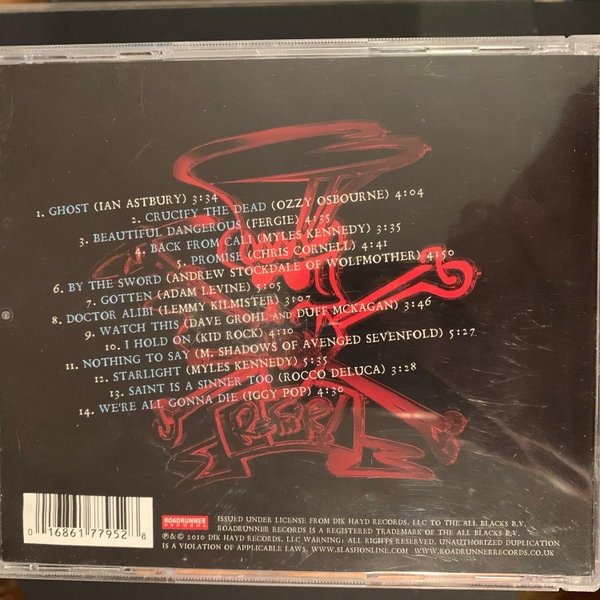 1. GHOST (IAN ASTBURY) 3:34
2. CRUCIFY THE DEAD (OZZY OSBOURNE) 4:04
3. BEAUTIFUL DANGEROUS (FERGIE) 4:35
4. BACK FROM CALI (MYLES KENNEDY) 3:35
5. PROMISE (CHRIS CORNELL) 4:41
6. BY THE SWORD (ANDREW STOCKDALE OF WOLFMOTHER) 4:50
7. GOTTEN (ADAM LEVINE) 5:05
8. DOCTOR ALIBI (LEMMY KILMISTER) 3:07
9. WATCH THIS (DAVE GROHL AND DUFF MCKAGAN) 3:46
10. I HOLD ON (KID ROCK) 4:10
11. NOTHING TO SAY (M. SHADOWS OF AVENGED SEVENFOLD) 5:27
12. STARLIGHT (MYLES KENNEDY) 5:35
13. SAINT IS A SINNER TOO (ROCCO DELUCA) 3:28
14. WE'RE ALL GONNA DIE (IGGY POP) 4:30
R&FNR
0 16861 77952 8
ROADRUNNER
RECORDS
ISSUED UNDER LICENSE FROM DIK HAYD RECORDS, LLC TO THE ALL BLACKS B.V.
ROADRUNNER RECORDS IS A REGISTERED TRADEMARK OF THE ALL BLACKS B.V.
℗ & © 2010 DIK HAYD RECORDS, LLC WARNING: ALL RIGHTS RESERVED. UNAUTHORIZED DUPLICATION
IS A VIOLATION OF APPLICABLE LAWS. WWW.SLASHONLINE.COM WWW.ROADRUNNERRECORDS.CO.UK